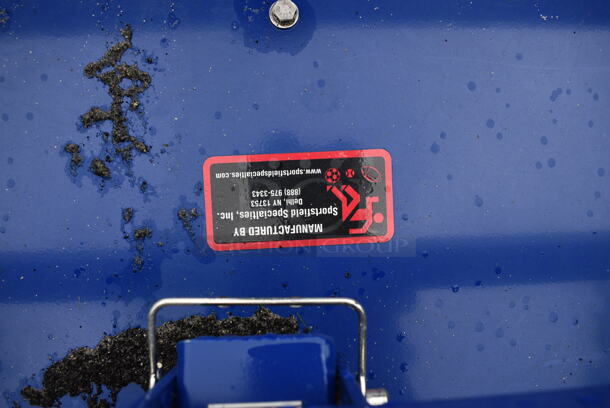 MANUFACTURED BY
Sportsfield Specialties, Inc.
Delhi, NY 13753
(888) 975-3343
www.sportsfieldspecialties.com